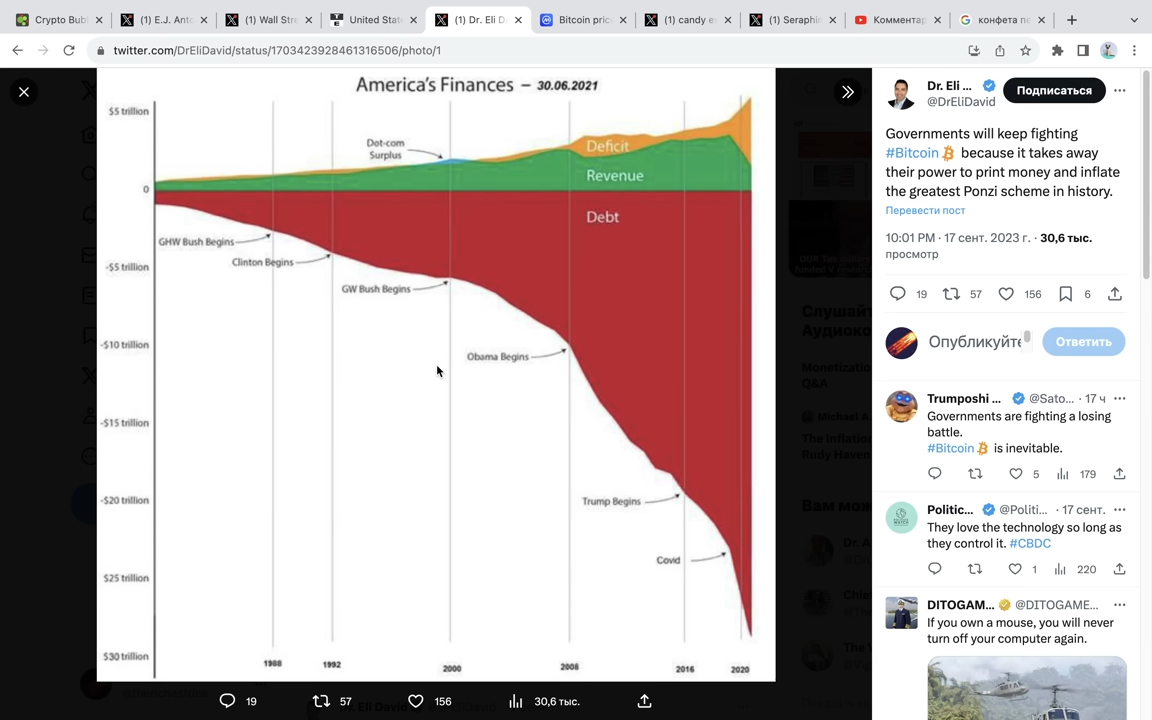 Crypto Bub
(1) E.J. Ant
(1) Wall Stre
United State
(1) Dr. Eli D
Bitcoin pric
(1) candy e
(1) Seraphin
Комментар
конфета пе
twitter.com/DrEliDavid/status/1703423928461316506/photo/1
America's Finances – 30.06.2021
$5 trillion
0
-$5 trillion
-$10 trillion
-$15 trillion
-$20 trillion
$25 trillion
$30 trillion
Dot-com
Surplus
Deficit
Revenue
Debt
GHW Bush Begins
Clinton Begins
GW Bush Begins
Obama Begins
Trump Begins
Covid
1988
1992
2000
2008
2016
2020
19
57
156
30,6 тыс.
Dr. Eli ...
@DrEliDavid
Подписаться
Governments will keep fighting
#Bitcoin because it takes away
their power to print money and inflate
the greatest Ponzi scheme in history.
Перевести пост
10:01 PM · 17 сент. 2023 г. · 30,6 тыс.
просмотр
19
57
156
6
Опубликуйте
Ответить
Trumposhi ... @Sato... · 17 ч
Governments are fighting a losing
battle.
#Bitcoin is inevitable.
5
179
Politic... @Politi... · 17 сент.
They love the technology so long as
they control it. #CBDC
1
220
DITOGAM... @DITOGAME...
If you own a mouse, you will never
turn off your computer again.